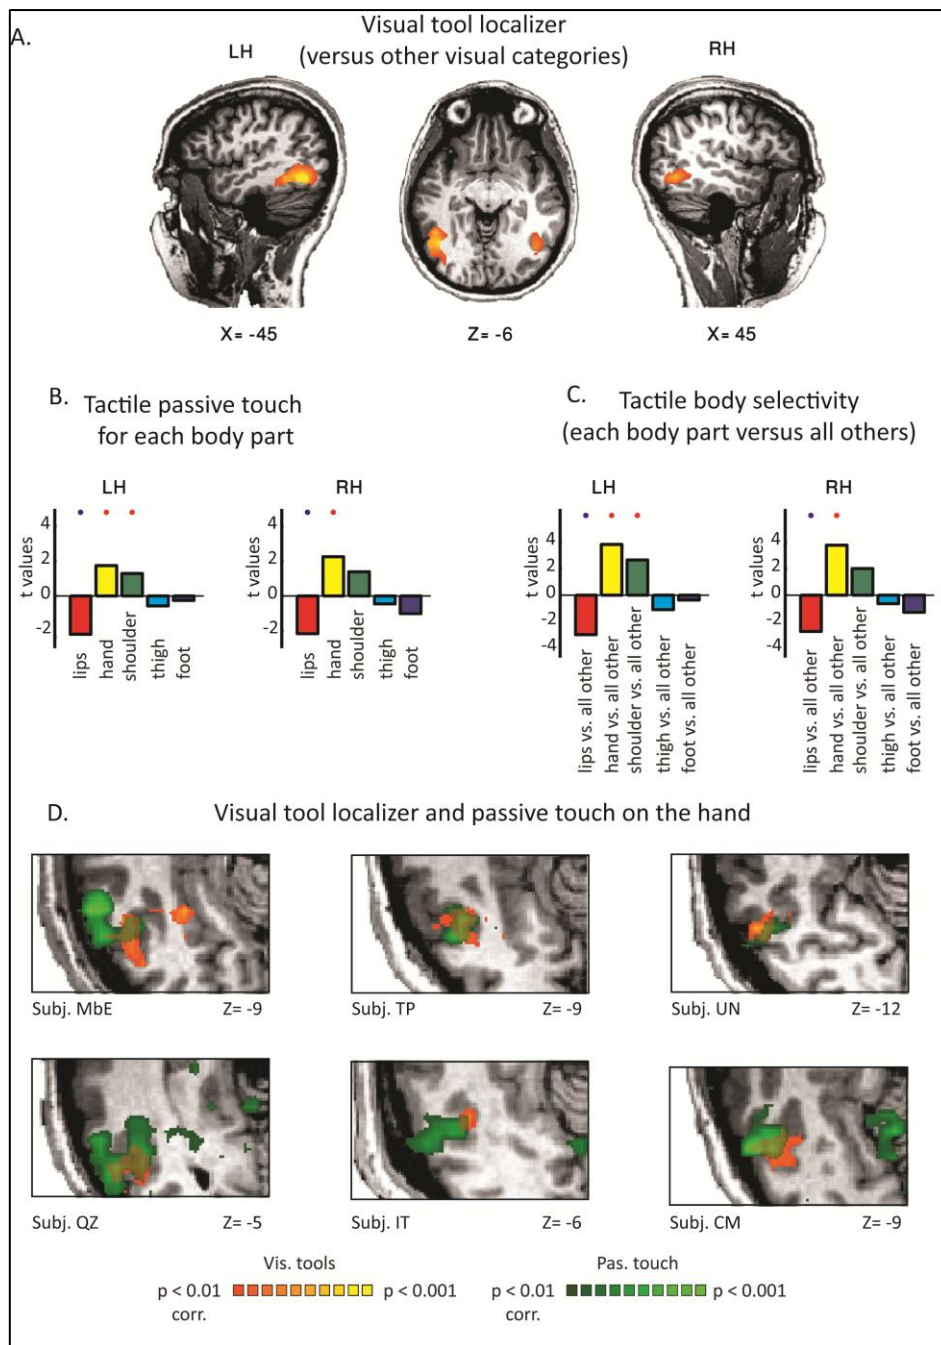 A.
Visual tool localizer
(versus other visual categories)
LH
RH
X= -45
Z= -6
X= 45
B.
Tactile passive touch
for each body part
LH
RH
t values
4
2
0
-2
lips
hand
shoulder
thigh
foot
t values
4
2
0
-2
lips
hand
shoulder
thigh
foot
C.
Tactile body selectivity
(each body part versus all others)
LH
RH
t values
4
2
0
-2
-4
lips vs. all other
hand vs. all other
shoulder vs. all other
thigh vs. all other
foot vs. all other
t values
4
2
0
-2
-4
lips vs. all other
hand vs. all other
shoulder vs. all other
thigh vs. all other
foot vs. all other
D.
Visual tool localizer and passive touch on the hand
Subj. MbE Z= -9
Subj. TP Z= -9
Subj. UN Z= -12
Subj. QZ Z= -5
Subj. IT Z= -6
Subj. CM Z= -9
Vis. tools
p < 0.01 p < 0.001
corr.
Pas. touch
p < 0.01 p < 0.001
corr.